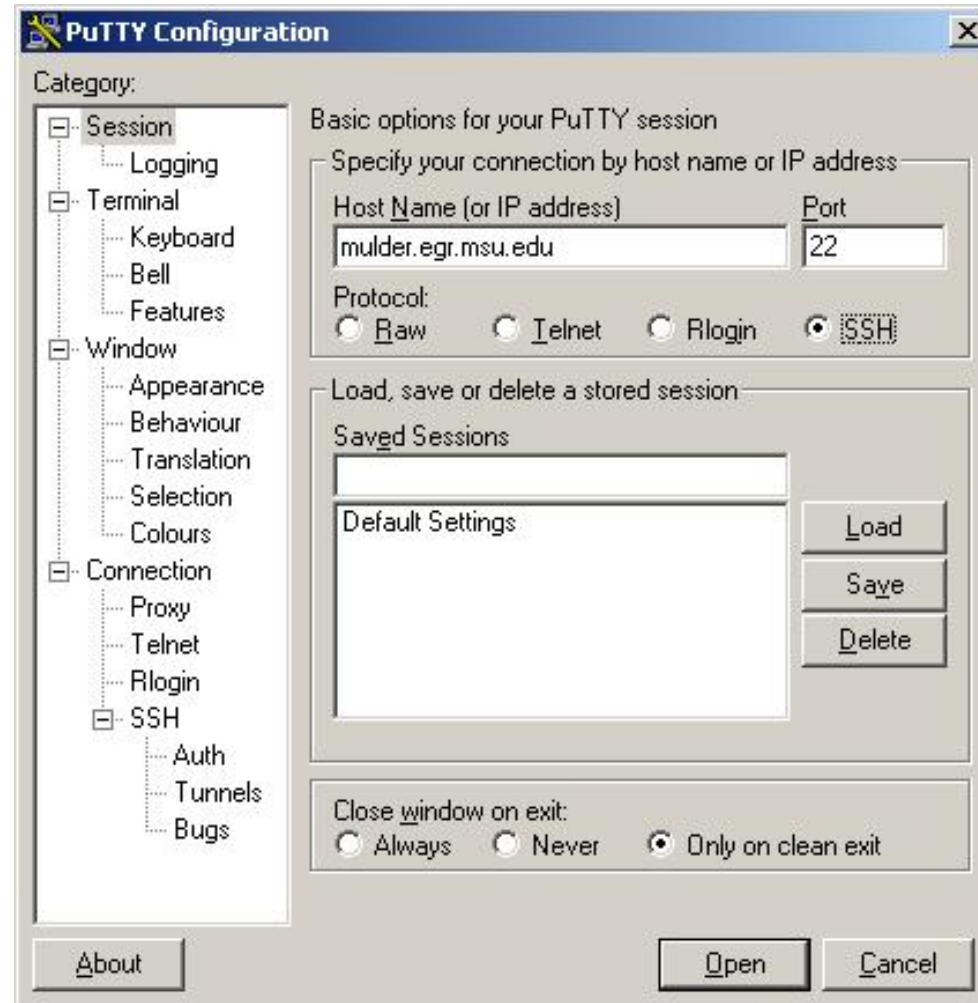 PuTTY Configuration
Category:
Session
Logging
Terminal
Keyboard
Bell
Features
Window
Appearance
Behaviour
Translation
Selection
Colours
Connection
Proxy
Telnet
Rlogin
SSH
Auth
Tunnels
Bugs
Basic options for your PuTTY session
Specify your connection by host name or IP address
Host Name (or IP address) Port
mulder.egr.msu.edu 22
Protocol:
Raw Telnet Rlogin SSH
Load, save or delete a stored session
Saved Sessions
Default Settings
Load
Save
Delete
Close window on exit:
Always Never Only on clean exit
About Open Cancel